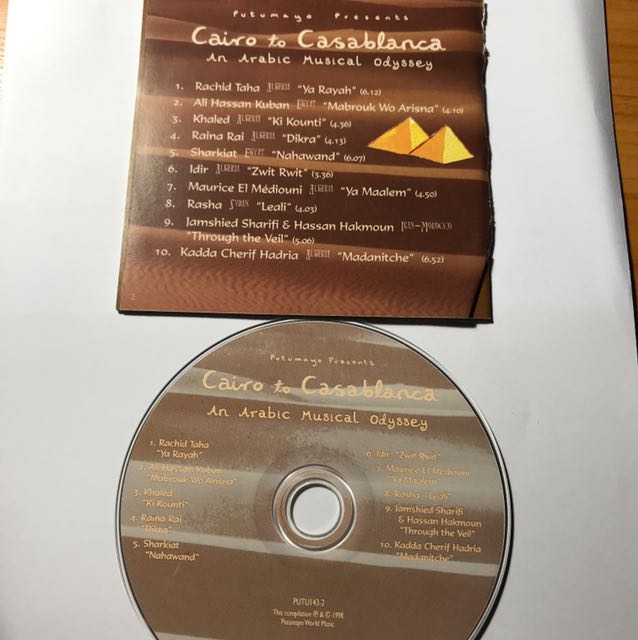 Putumayo Presents
Cairo to Casablanca
An Arabic Musical Odyssey
1. Rachid Taha ALGERIA "Ya Rayah" (6.12)
2. Ali Hassan Kuban EGYPT "Mabrouk Wo Arisna" (4.10)
3. Khaled ALGERIA "Ki Kounti" (4.36)
4. Raina Rai ALGERIA "Dikra" (4.13)
5. Sharkiat EGYPT "Nahawand" (6.07)
6. Idir ALGERIA "Zwit Rwit" (3.36)
7. Maurice El Médiouni ALGERIA "Ya Maalem" (4.50)
8. Rasha SUDAN "Leali" (4.03)
9. Jamshied Sharifi & Hassan Hakmoun IRAN–MOROCCO
"Through the Veil" (5.06)
10. Kadda Cherif Hadria ALGERIA "Madanitche" (6.52)
2
Putumayo Presents
Cairo to Casablanca
An Arabic Musical Odyssey
1. Rachid Taha
"Ya Rayah"
2. Ali Hassan Kuban
"Mabrouk Wo Arisna"
3. Khaled
"Ki Kounti"
4. Raina Rai
"Dikra"
5. Sharkiat
"Nahawand"
6. Idir "Zwit Rwit"
7. Maurice El Médiouni
"Ya Maalem"
8. Rasha "Leali"
9. Jamshied Sharifi
& Hassan Hakmoun
"Through the Veil"
10. Kadda Cherif Hadria
"Madanitche"
PUTU143-2
This compilation ℗ & © 1998
Putumayo World Music